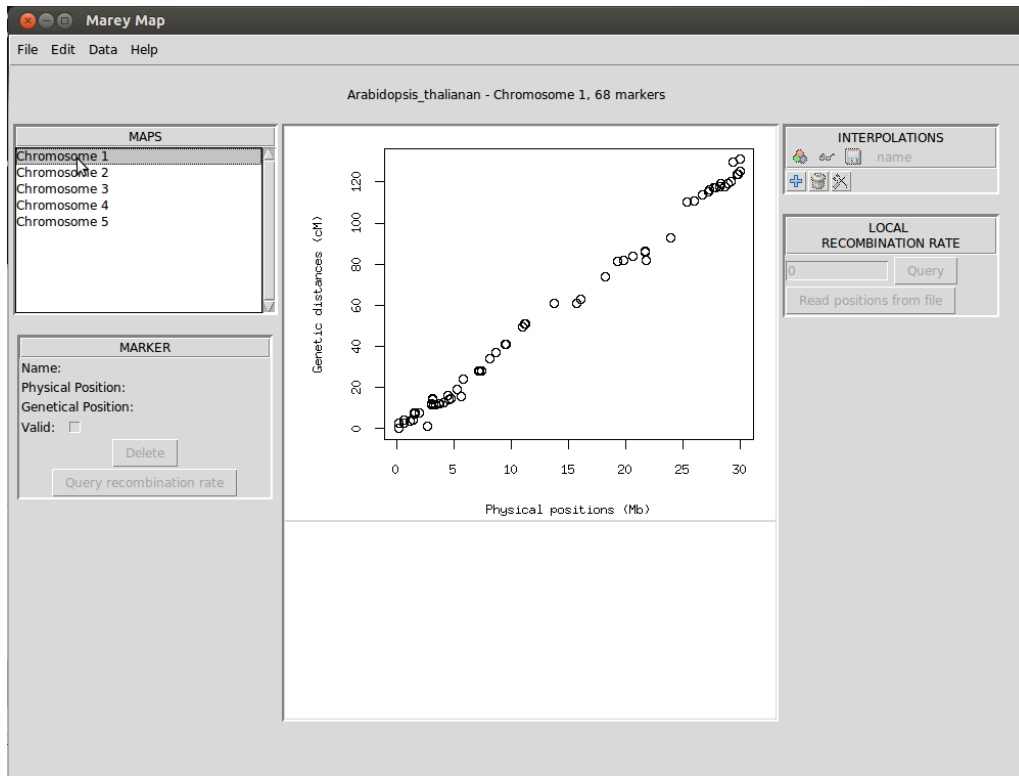 Marey Map
File Edit Data Help
Arabidopsis_thalianan - Chromosome 1, 68 markers
MAPS
Chromosome 1
Chromosome 2
Chromosome 3
Chromosome 4
Chromosome 5
MARKER
Name:
Physical Position:
Genetical Position:
Valid:
Delete
Query recombination rate
Genetic distances (cM)
120
100
80
60
40
20
0
0 5 10 15 20 25 30
Physical positions (Mb)
INTERPOLATIONS
name
LOCAL
RECOMBINATION RATE
0 Query
Read positions from file